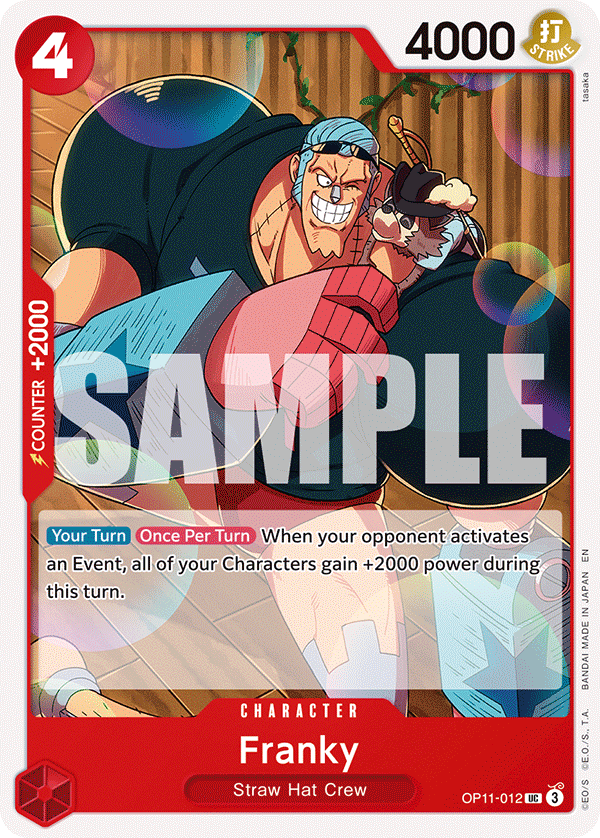 4
4000
打
STRIKE
tasaka
COUNTER +2000
SAMPLE
Your Turn Once Per Turn When your opponent activates
an Event, all of your Characters gain +2000 power during
this turn.
CHARACTER
Franky
Straw Hat Crew
OP11-012 UC 3
©E.O/S ©E.O./S., T.A. BANDAI MADE IN JAPAN EN